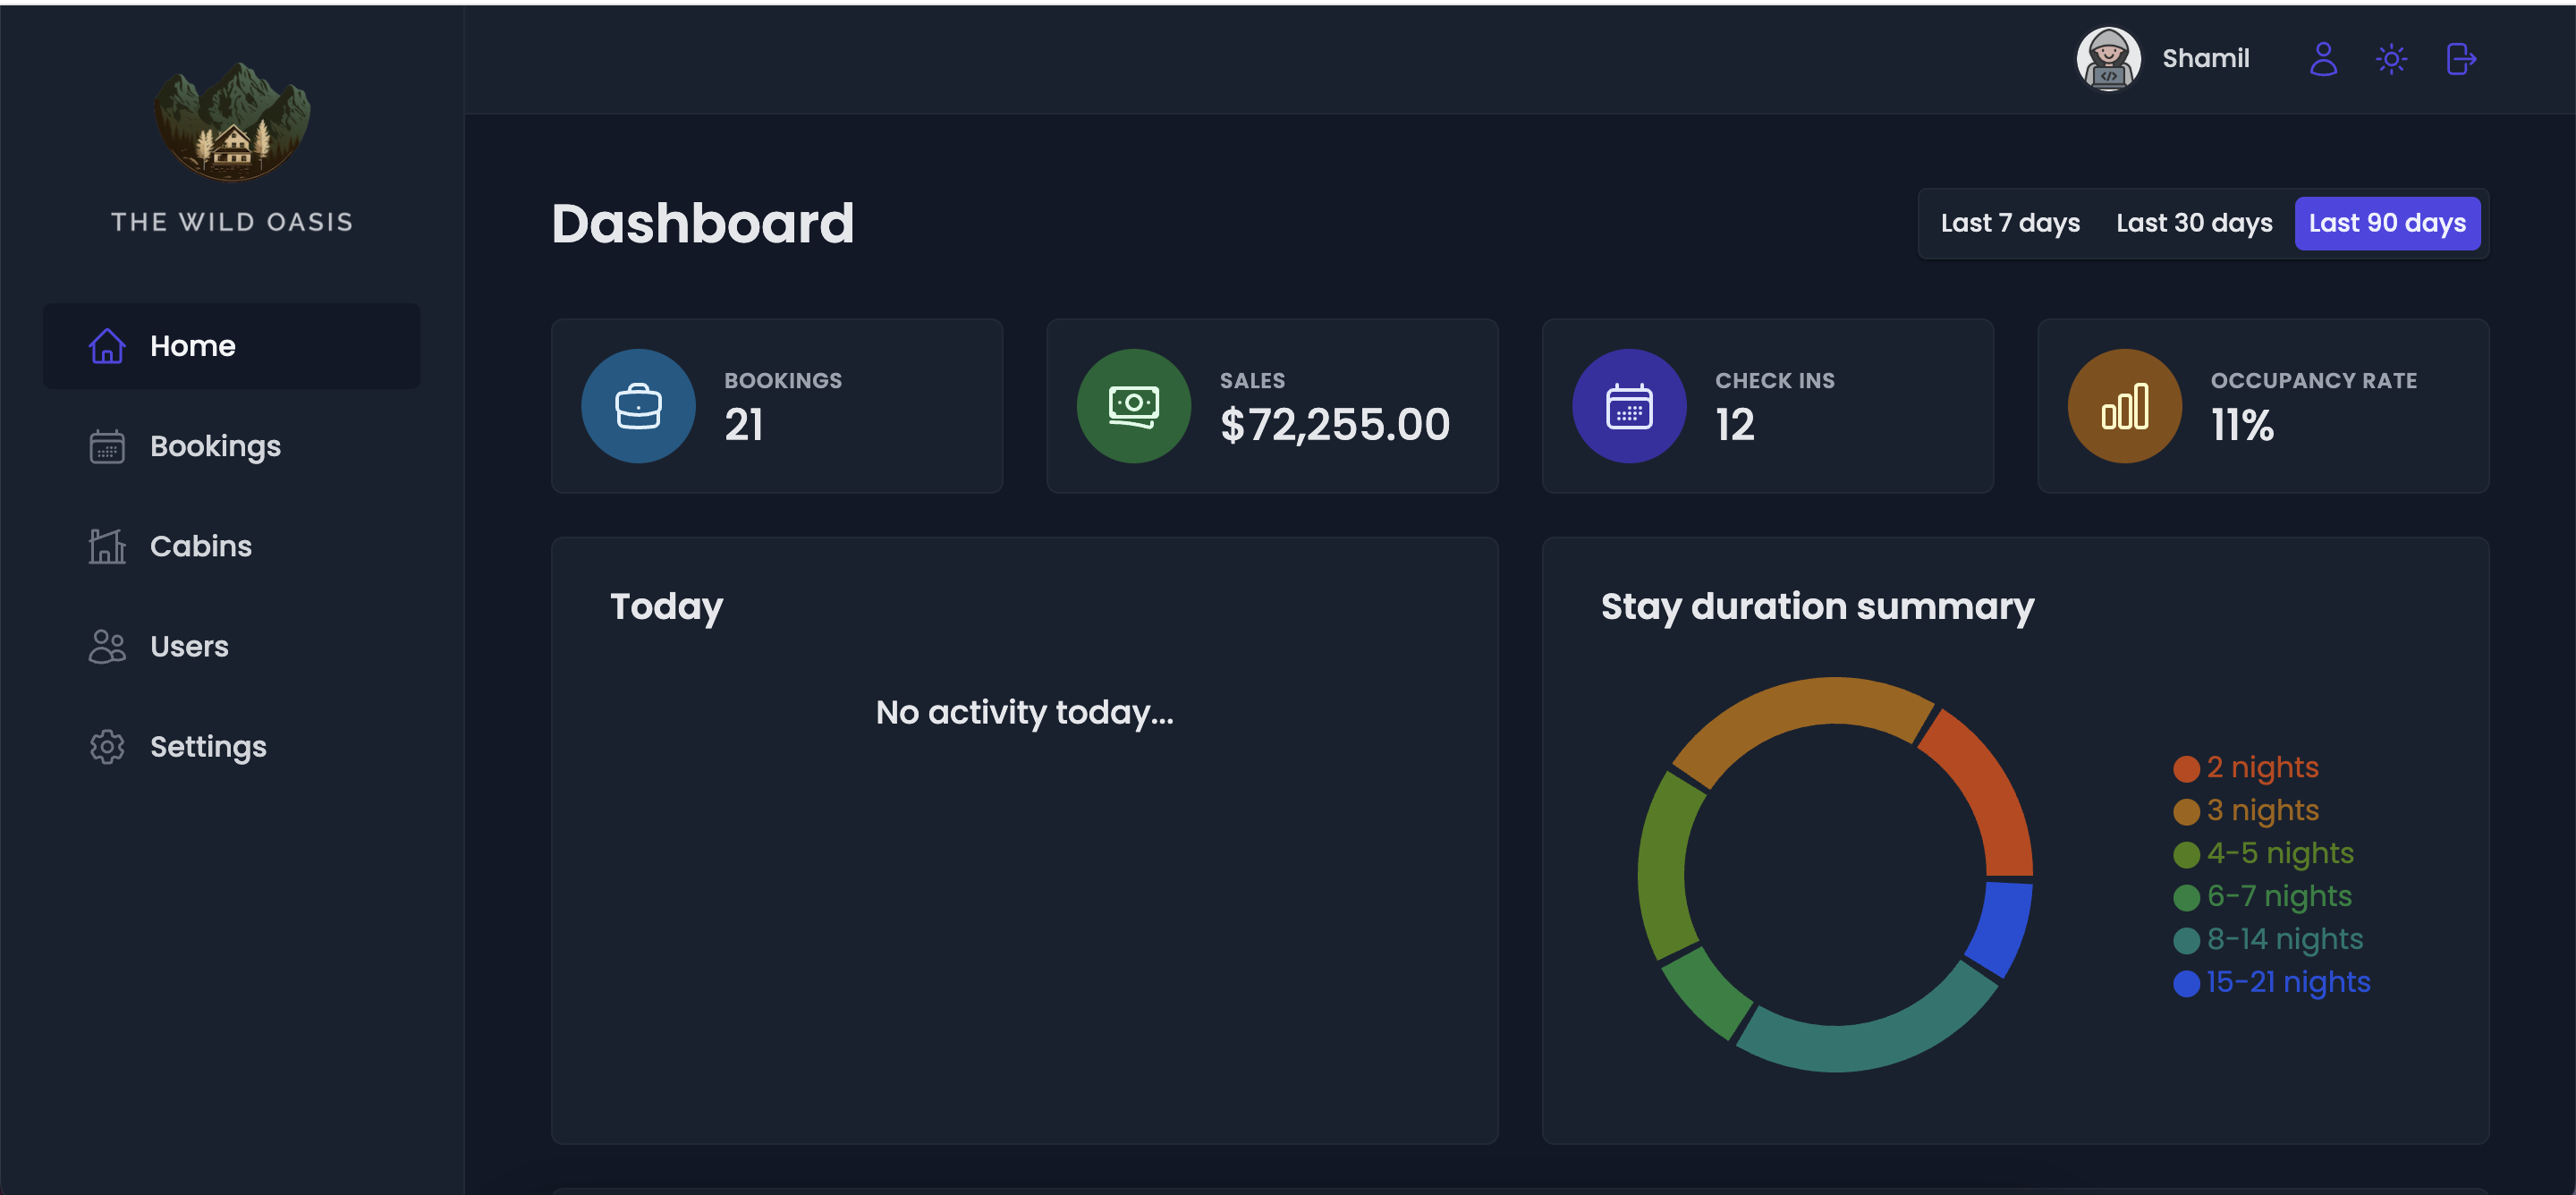 THE WILD OASIS
Home
Bookings
Cabins
Users
Settings
Shamil
Dashboard
Last 7 days Last 30 days Last 90 days
BOOKINGS
21
SALES
$72,255.00
CHECK INS
12
OCCUPANCY RATE
11%
Today
No activity today...
Stay duration summary
2 nights
3 nights
4-5 nights
6-7 nights
8-14 nights
15-21 nights